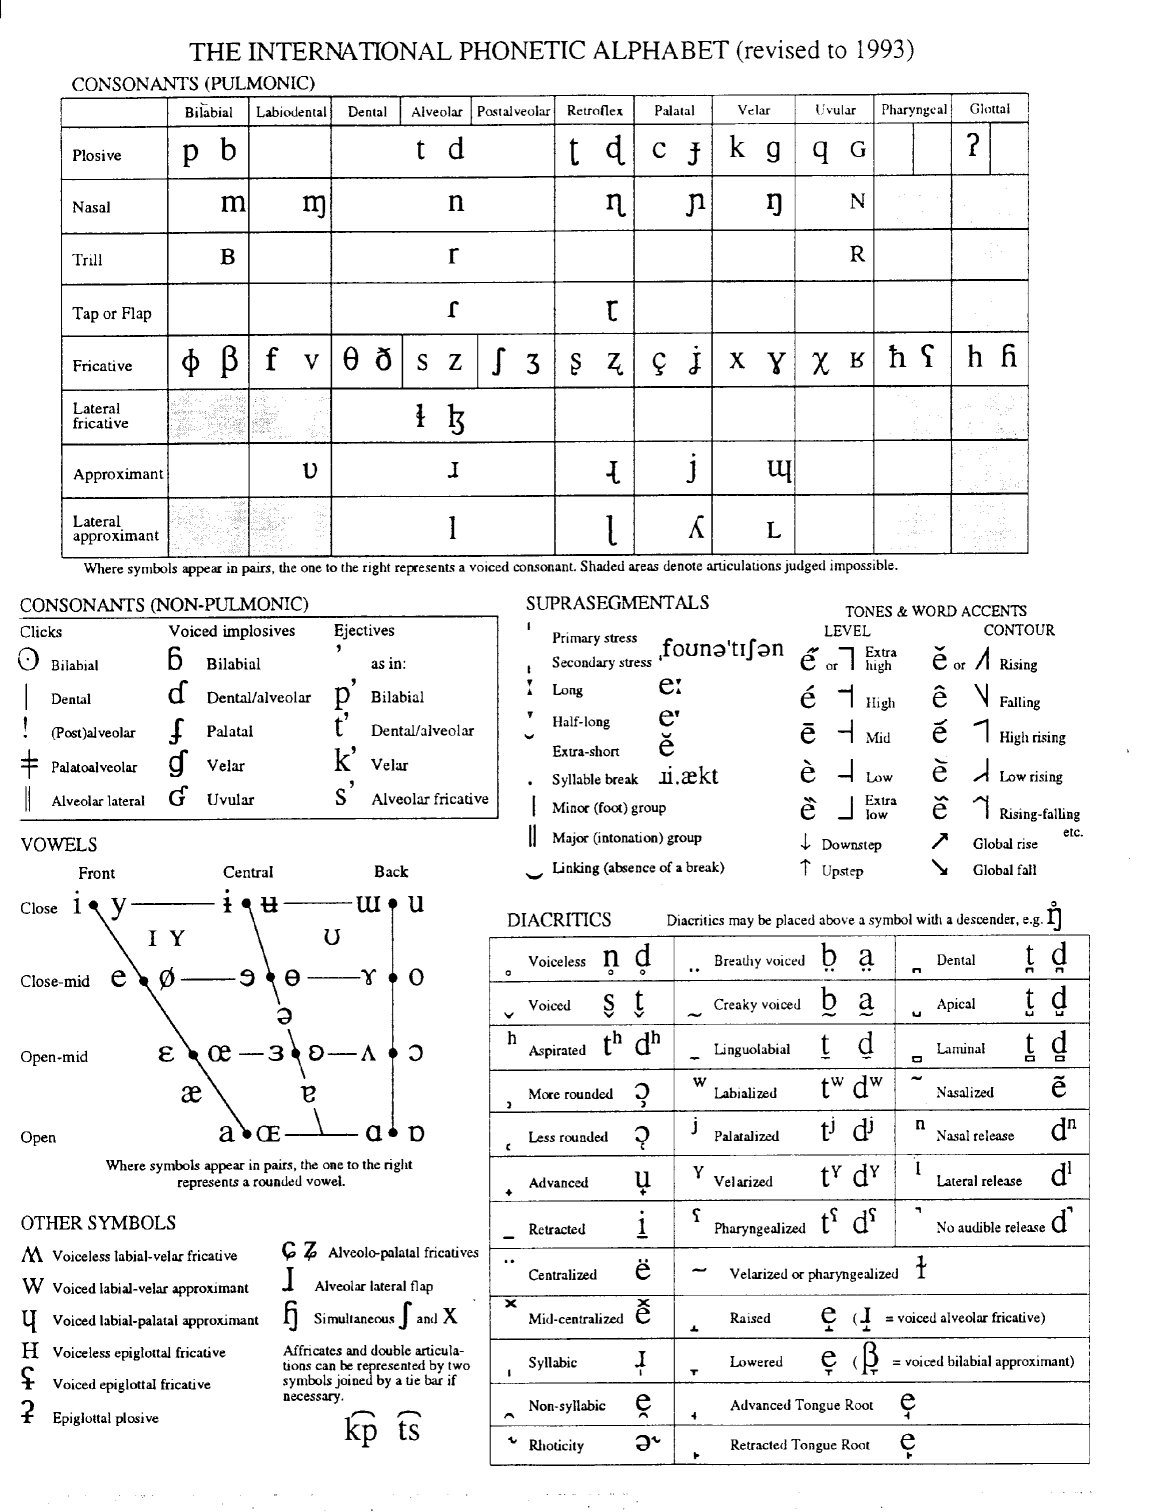 THE INTERNATIONAL PHONETIC ALPHABET (revised to 1993)
CONSONANTS (PULMONIC)
Bilabial Labiodental Dental Alveolar Postalveolar Retroflex Palatal Velar Uvular Pharyngeal Glottal
Plosive p b t d ʈ ɖ c ɟ k ɡ q ɢ ʔ
Nasal m ɱ n ɳ ɲ ŋ ɴ
Trill ʙ r ʀ
Tap or Flap ɾ ɽ
Fricative ɸ β f v θ ð s z ʃ ʒ ʂ ʐ ç ʝ x ɣ χ ʁ ħ ʕ h ɦ
Lateral
fricative ɬ ɮ
Approximant ʋ ɹ ɻ j ɰ
Lateral
approximant l ɭ ʎ ʟ
Where symbols appear in pairs, the one to the right represents a voiced consonant. Shaded areas denote articulations judged impossible.
CONSONANTS (NON-PULMONIC)
Clicks Voiced implosives Ejectives
ʘ Bilabial ɓ Bilabial ʼ as in:
ǀ Dental ɗ Dental/alveolar pʼ Bilabial
ǃ (Post)alveolar ʄ Palatal tʼ Dental/alveolar
ǂ Palatoalveolar ɠ Velar kʼ Velar
ǁ Alveolar lateral ʛ Uvular sʼ Alveolar fricative
SUPRASEGMENTALS
ˈ Primary stress
ˌ Secondary stress ˌfoʊnəˈtɪʃən
ː Long eː
ˑ Half-long eˑ
˘ Extra-short ĕ
. Syllable break ɹi.ækt
| Minor (foot) group
‖ Major (intonation) group
‿ Linking (absence of a break)
TONES & WORD ACCENTS
LEVEL CONTOUR
e̋ or ˥ Extra high ě or ˩˥ Rising
é ˦ High ê ˥˩ Falling
ē ˧ Mid e᷄ ˦˥ High rising
è ˨ Low e᷅ ˩˨ Low rising
ȅ ˩ Extra low e᷈ ˧˦˧ Rising-falling
etc.
↓ Downstep ↗ Global rise
↑ Upstep ↘ Global fall
VOWELS
Front Central Back
Close i y ɨ ʉ ɯ u
ɪ ʏ ʊ
Close-mid e ø ɘ ɵ ɤ o
ə
Open-mid ɛ œ ɜ ʚ ʌ ɔ
æ ɐ
Open a ɶ ɑ ɒ
Where symbols appear in pairs, the one to the right
represents a rounded vowel.
DIACRITICS Diacritics may be placed above a symbol with a descender, e.g. ŋ̊
̥ Voiceless n̥ d̥ ̤ Breathy voiced b̤ a̤ ̪ Dental t̪ d̪
̬ Voiced s̬ t̬ ̰ Creaky voiced b̰ a̰ ̺ Apical t̺ d̺
ʰ Aspirated tʰ dʰ ̼ Linguolabial t̼ d̼ ̻ Laminal t̻ d̻
̹ More rounded ɔ̹ ʷ Labialized tʷ dʷ ̃ Nasalized ẽ
̜ Less rounded ɔ̜ ʲ Palatalized tʲ dʲ ⁿ Nasal release dⁿ
̟ Advanced u̟ ˠ Velarized tˠ dˠ ˡ Lateral release dˡ
̠ Retracted i̠ ˤ Pharyngealized tˤ dˤ ̚ No audible release d̚
̈ Centralized ë ̴ Velarized or pharyngealized ɫ
̽ Mid-centralized e̽ ̝ Raised e̝ (ɹ̝ = voiced alveolar fricative)
̩ Syllabic ɹ̩ ̞ Lowered e̞ (β̞ = voiced bilabial approximant)
̯ Non-syllabic e̯ ̘ Advanced Tongue Root e̘
˞ Rhoticity ə˞ ̙ Retracted Tongue Root e̙
OTHER SYMBOLS
ʍ Voiceless labial-velar fricative
w Voiced labial-velar approximant
ɥ Voiced labial-palatal approximant
ʜ Voiceless epiglottal fricative
ʢ Voiced epiglottal fricative
ʡ Epiglottal plosive
ɕ ʑ Alveolo-palatal fricatives
ɺ Alveolar lateral flap
ɧ Simultaneous ʃ and x
Affricates and double articula-
tions can be represented by two
symbols joined by a tie bar if
necessary.
k͡p t͡s